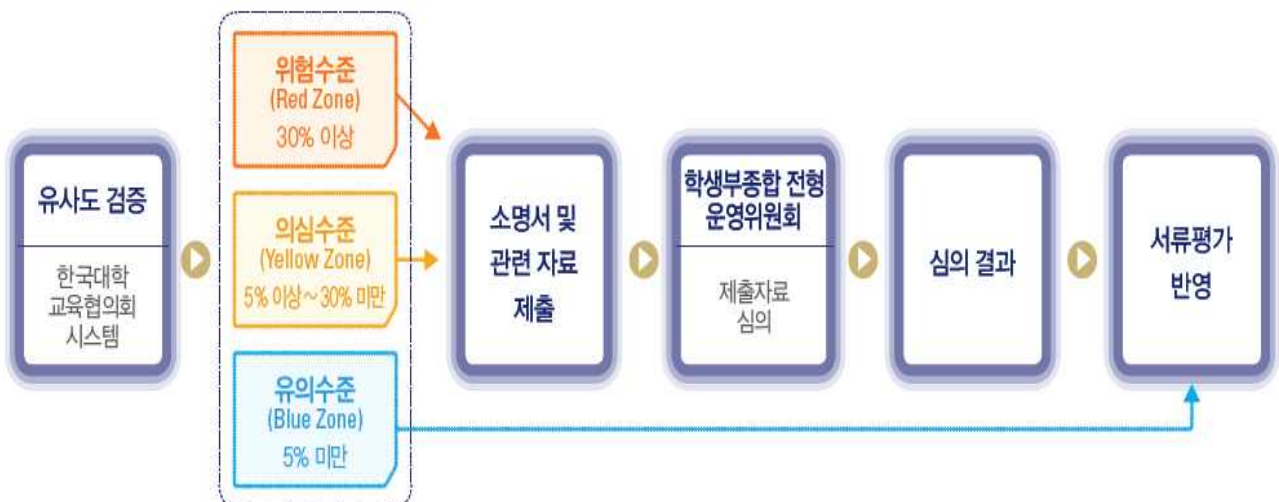 유사도 검증
한국대학
교육협의회
시스템
위험수준
(Red Zone)
30% 이상
의심수준
(Yellow Zone)
5% 이상~30% 미만
유의수준
(Blue Zone)
5% 미만
소명서 및
관련 자료
제출
학생부종합 전형
운영위원회
제출자료
심의
심의 결과
서류평가
반영